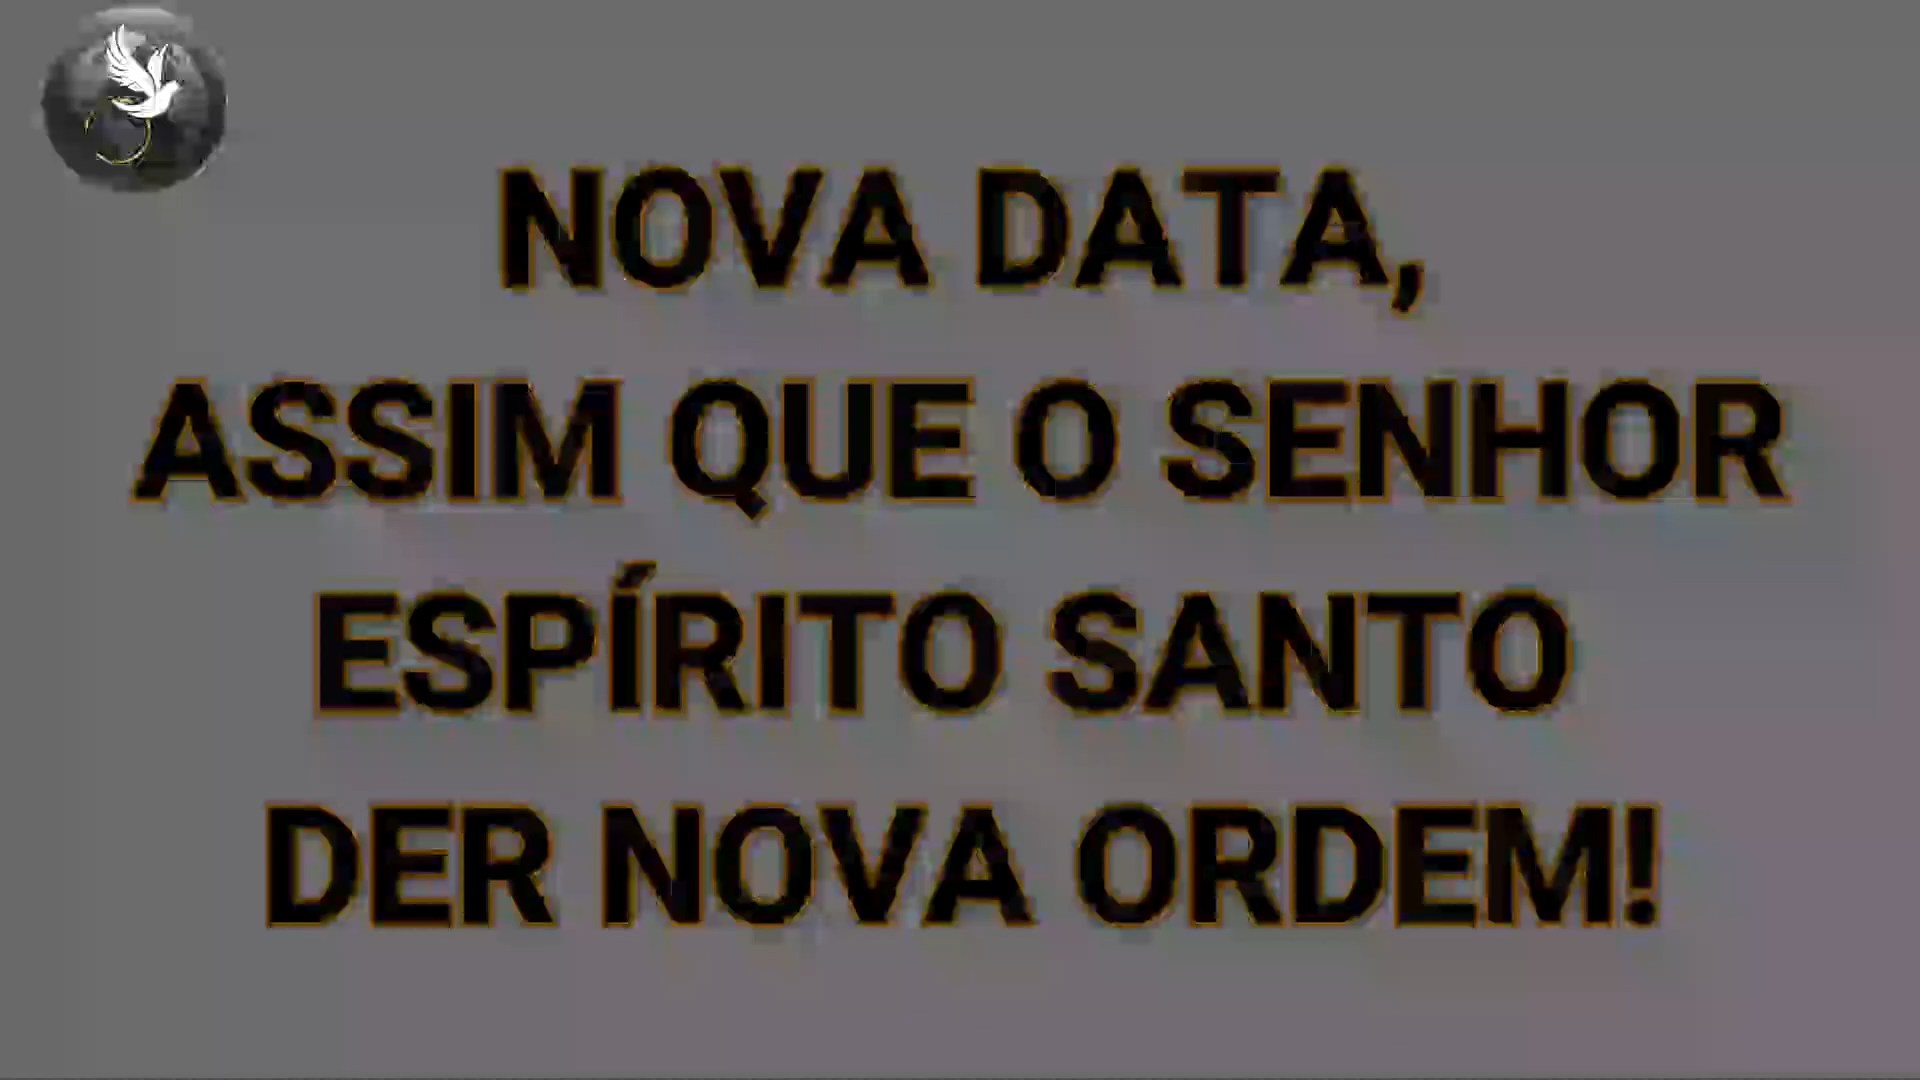 NOVA DATA,
ASSIM QUE O SENHOR
ESPÍRITO SANTO
DER NOVA ORDEM!